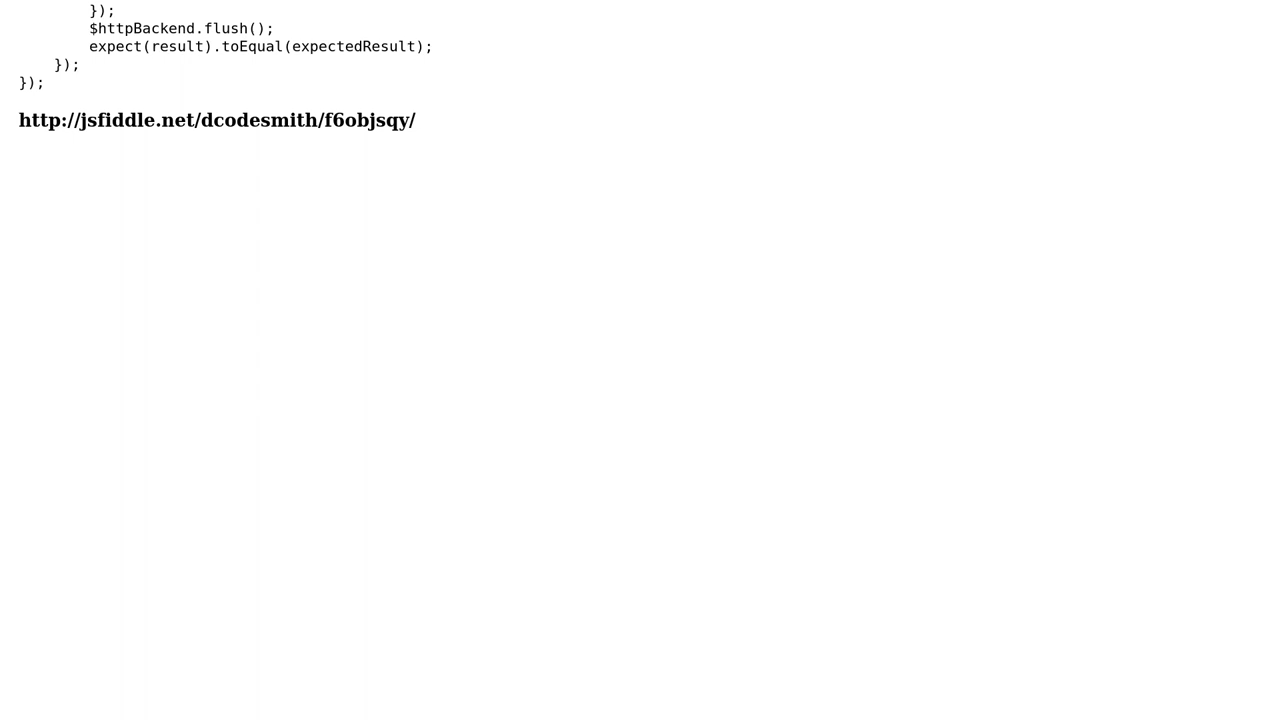 });
        $httpBackend.flush();
        expect(result).toEqual(expectedResult);
    });
});
http://jsfiddle.net/dcodesmith/f6objsqy/